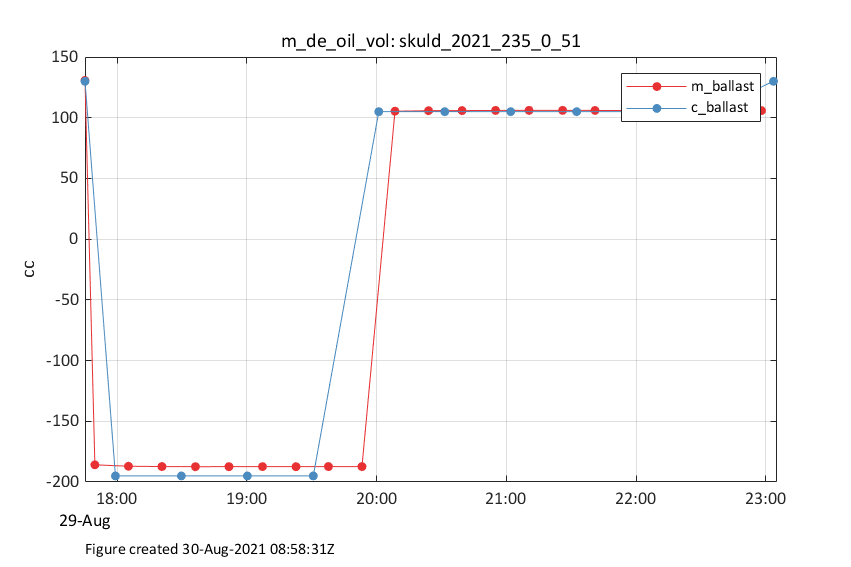 m_de_oil_vol: skuld_2021_235_0_51
150
100
50
0
-50
-100
-150
-200
cc
m_ballast
c_ballast
18:00 19:00 20:00 21:00 22:00 23:00
29-Aug
Figure created 30-Aug-2021 08:58:31Z